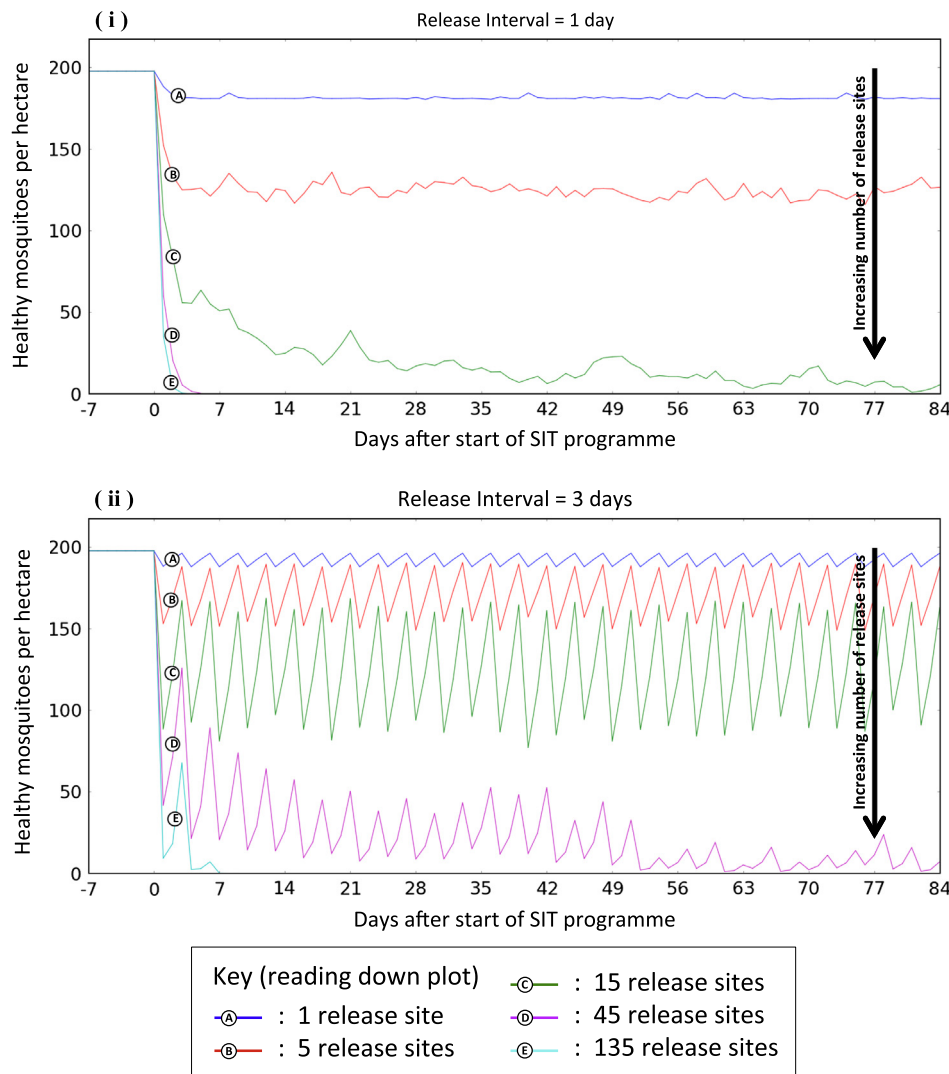 ( i )
Release Interval = 1 day
Healthy mosquitoes per hectare
200
150
100
50
0
A
B
C
D
E
Increasing number of release sites
-7 0 7 14 21 28 35 42 49 56 63 70 77 84
Days after start of SIT programme
( ii )
Release Interval = 3 days
Healthy mosquitoes per hectare
200
150
100
50
0
A
B
C
D
E
Increasing number of release sites
-7 0 7 14 21 28 35 42 49 56 63 70 77 84
Days after start of SIT programme
Key (reading down plot)
A : 1 release site
B : 5 release sites
C : 15 release sites
D : 45 release sites
E : 135 release sites